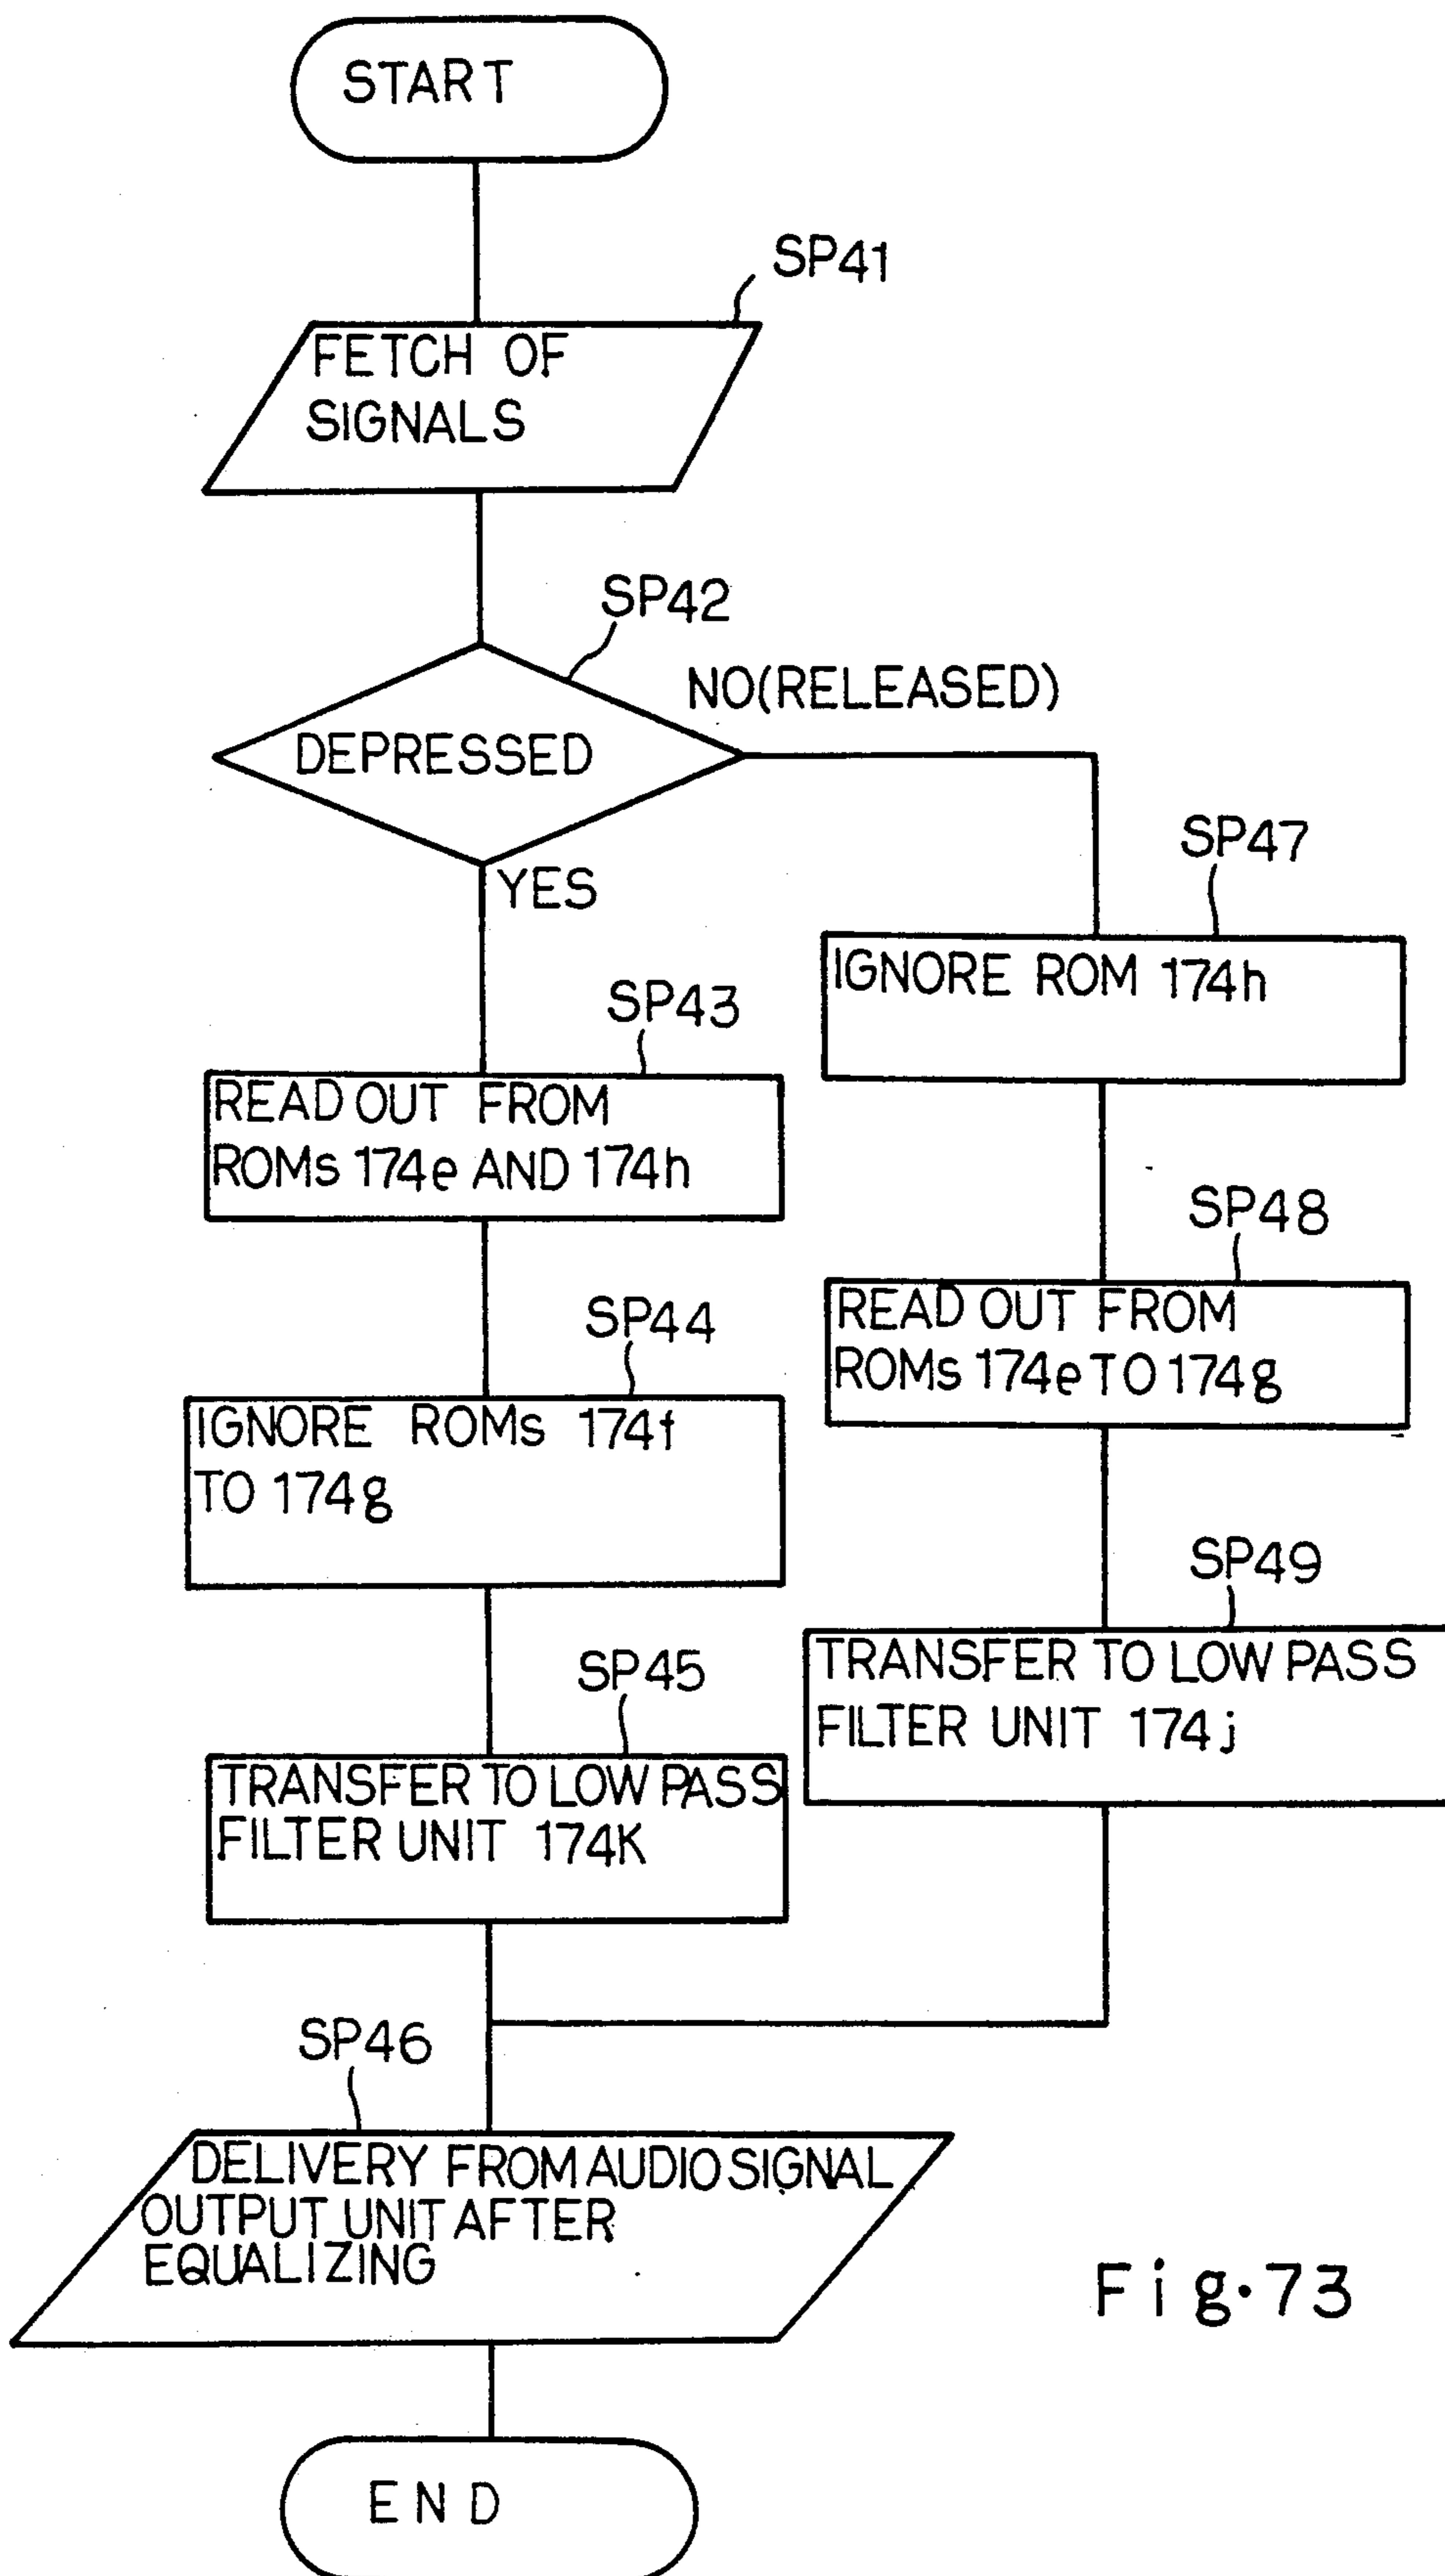 START
SP41
FETCH OF
SIGNALS
SP42
NO(RELEASED)
DEPRESSED
YES
SP43
READ OUT FROM
ROMs 174e AND 174h
SP44
IGNORE ROMs 174f
TO 174g
SP45
TRANSFER TO LOW PASS
FILTER UNIT 174K
SP47
IGNORE ROM 174h
SP48
READ OUT FROM
ROMs 174e TO 174g
SP49
TRANSFER TO LOW PASS
FILTER UNIT 174j
SP46
DELIVERY FROM AUDIO SIGNAL
OUTPUT UNIT AFTER
EQUALIZING
END
Fig.73